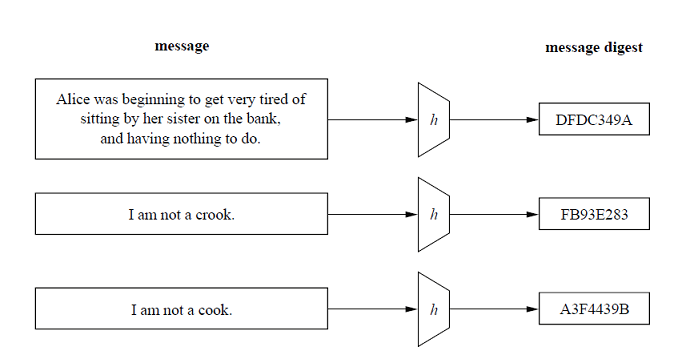 message
message digest
Alice was beginning to get very tired of
sitting by her sister on the bank,
and having nothing to do.
h
DFDC349A
I am not a crook.
h
FB93E283
I am not a cook.
h
A3F4439B